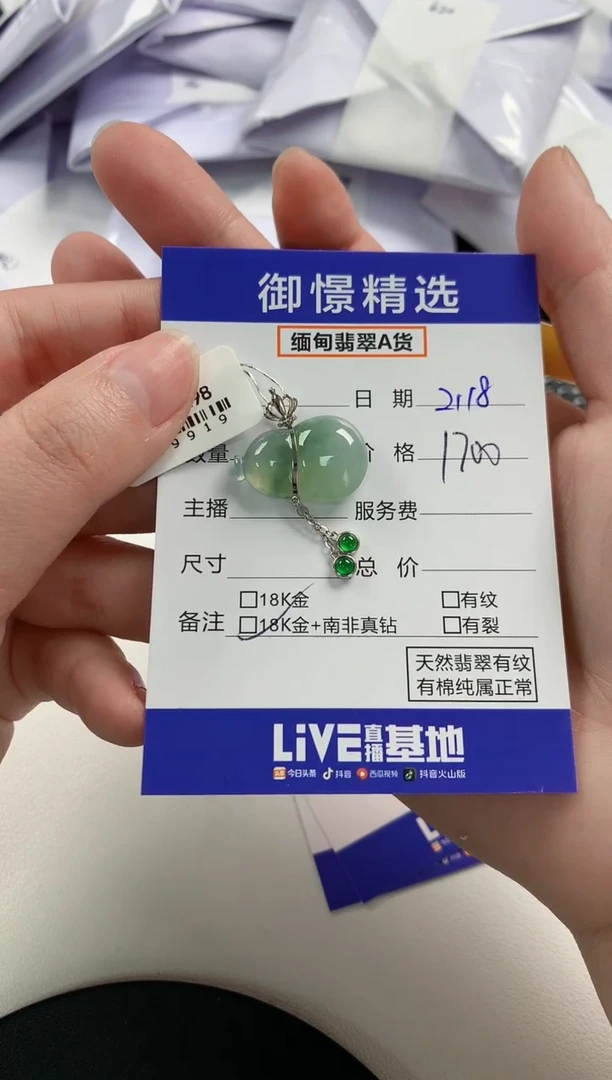 御憬精选
缅甸翡翠A货
98
9919
日 期 2.18
数量 价 格 1700
主播 服务费
尺寸 总 价
□18K金 □有纹
备注 □18K金+南非真钻 □有裂
天然翡翠有纹
有棉纯属正常
LiVE直播基地
今日头条 抖音 西瓜视频 抖音火山版